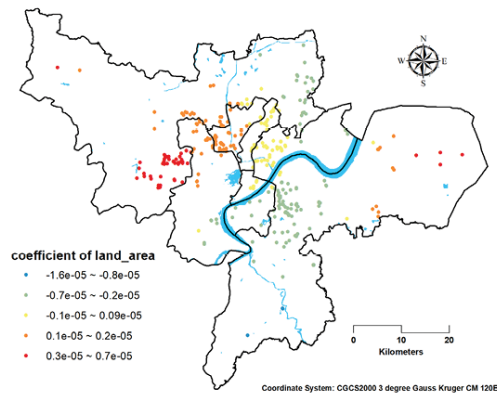 N
W E
S
coefficient of land_area
-1.6e-05 ~ -0.8e-05
-0.7e-05 ~ -0.2e-05
-0.1e-05 ~ 0.09e-05
0.1e-05 ~ 0.2e-05
0.3e-05 ~ 0.7e-05
0 10 20
Kilometers
Coordinate System: CGCS2000 3 degree Gauss Kruger CM 120E